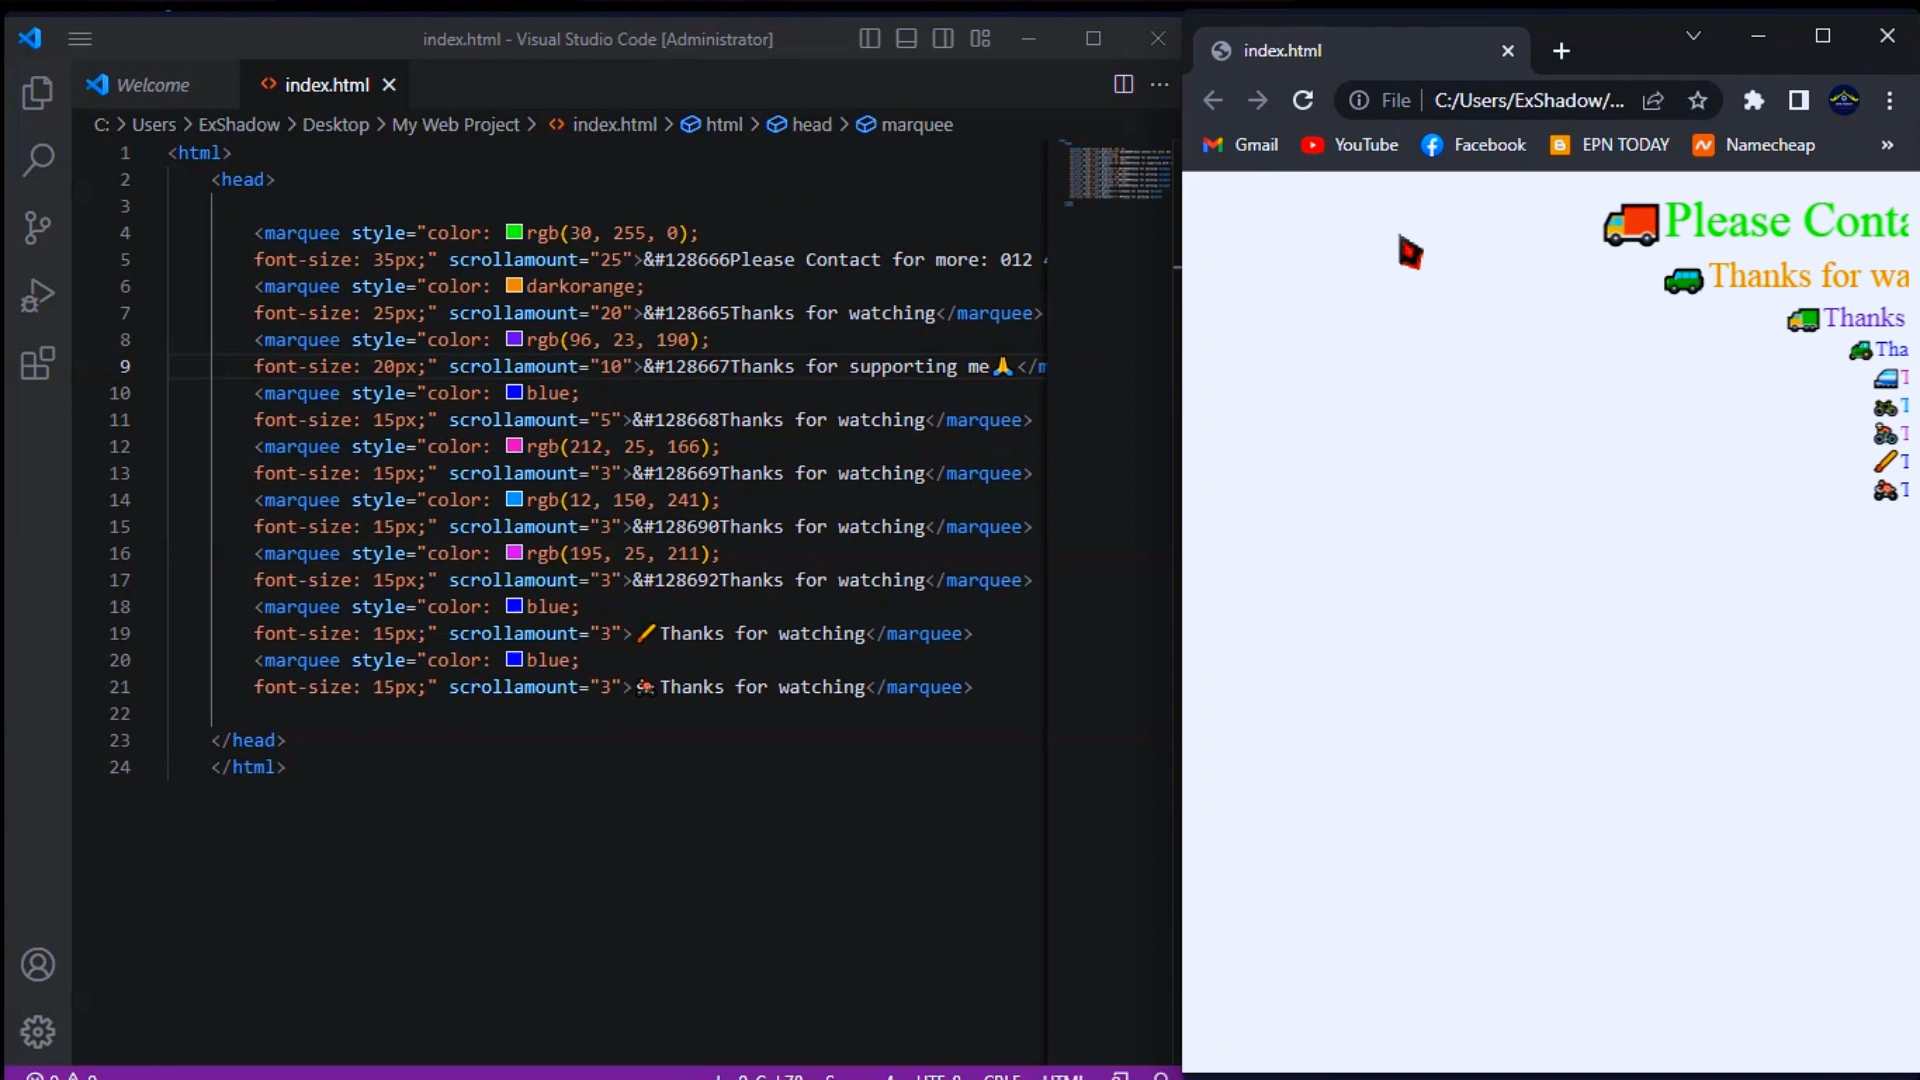 index.html - Visual Studio Code [Administrator]
Welcome
index.html
C: > Users > ExShadow > Desktop > My Web Project > index.html > html > head > marquee
1 <html>
2 <head>
3
4 <marquee style="color: rgb(30, 255, 0);
5 font-size: 35px;" scrollamount="25">&#128666Please Contact for more: 012
6 <marquee style="color: darkorange;
7 font-size: 25px;" scrollamount="20">&#128665Thanks for watching</marquee>
8 <marquee style="color: rgb(96, 23, 190);
9 font-size: 20px;" scrollamount="10">&#128667Thanks for supporting me🙏</m
10 <marquee style="color: blue;
11 font-size: 15px;" scrollamount="5">&#128668Thanks for watching</marquee>
12 <marquee style="color: rgb(212, 25, 166);
13 font-size: 15px;" scrollamount="3">&#128669Thanks for watching</marquee>
14 <marquee style="color: rgb(12, 150, 241);
15 font-size: 15px;" scrollamount="3">&#128690Thanks for watching</marquee>
16 <marquee style="color: rgb(195, 25, 211);
17 font-size: 15px;" scrollamount="3">&#128692Thanks for watching</marquee>
18 <marquee style="color: blue;
19 font-size: 15px;" scrollamount="3">Thanks for watching</marquee>
20 <marquee style="color: blue;
21 font-size: 15px;" scrollamount="3">Thanks for watching</marquee>
22
23 </head>
24 </html>
index.html
File | C:/Users/ExShadow/...
Gmail YouTube Facebook EPN TODAY Namecheap »
Please Conta
Thanks for wa
Thanks
Tha
T
T
T
T
T